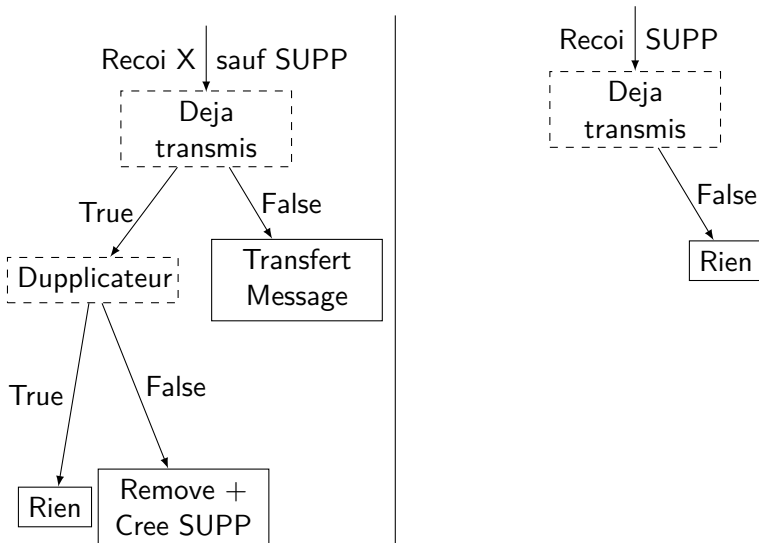 Recoi X sauf SUPP
Deja
transmis
True
False
Dupplicateur
Transfert
Message
True
False
Rien
Remove +
Cree SUPP
Recoi SUPP
Deja
transmis
False
Rien